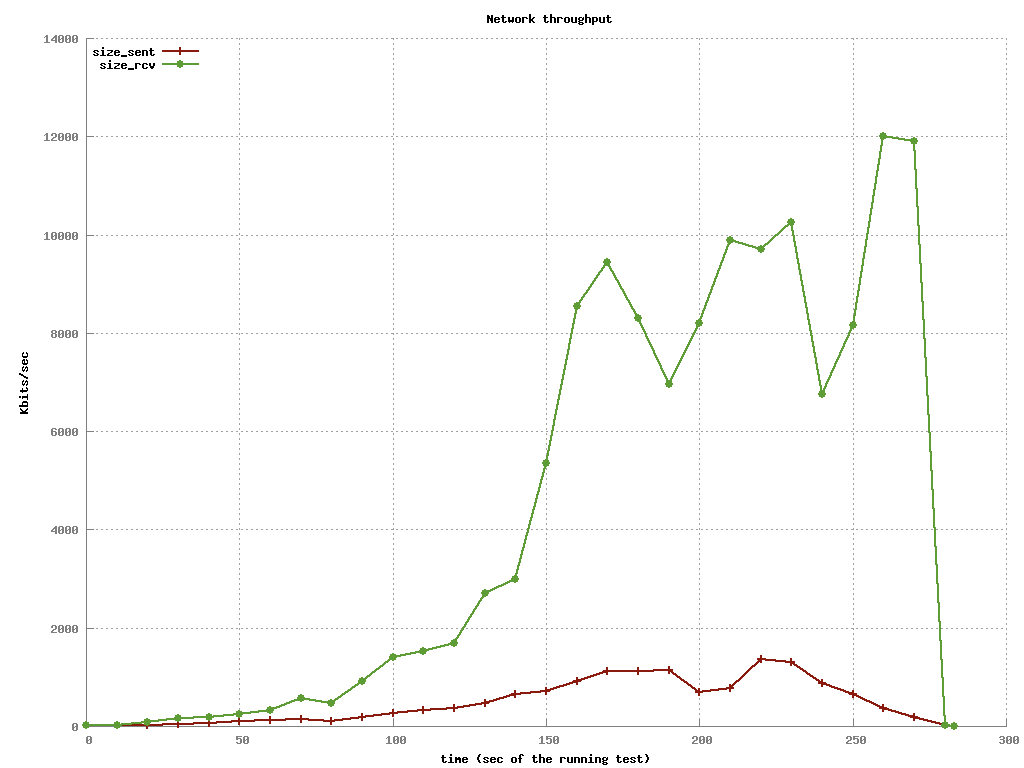 Network throughput
14000
size_sent
size_rcv
12000
10000
8000
Kbits/sec
6000
4000
2000
0
0 50 100 150 200 250 300
time (sec of the running test)